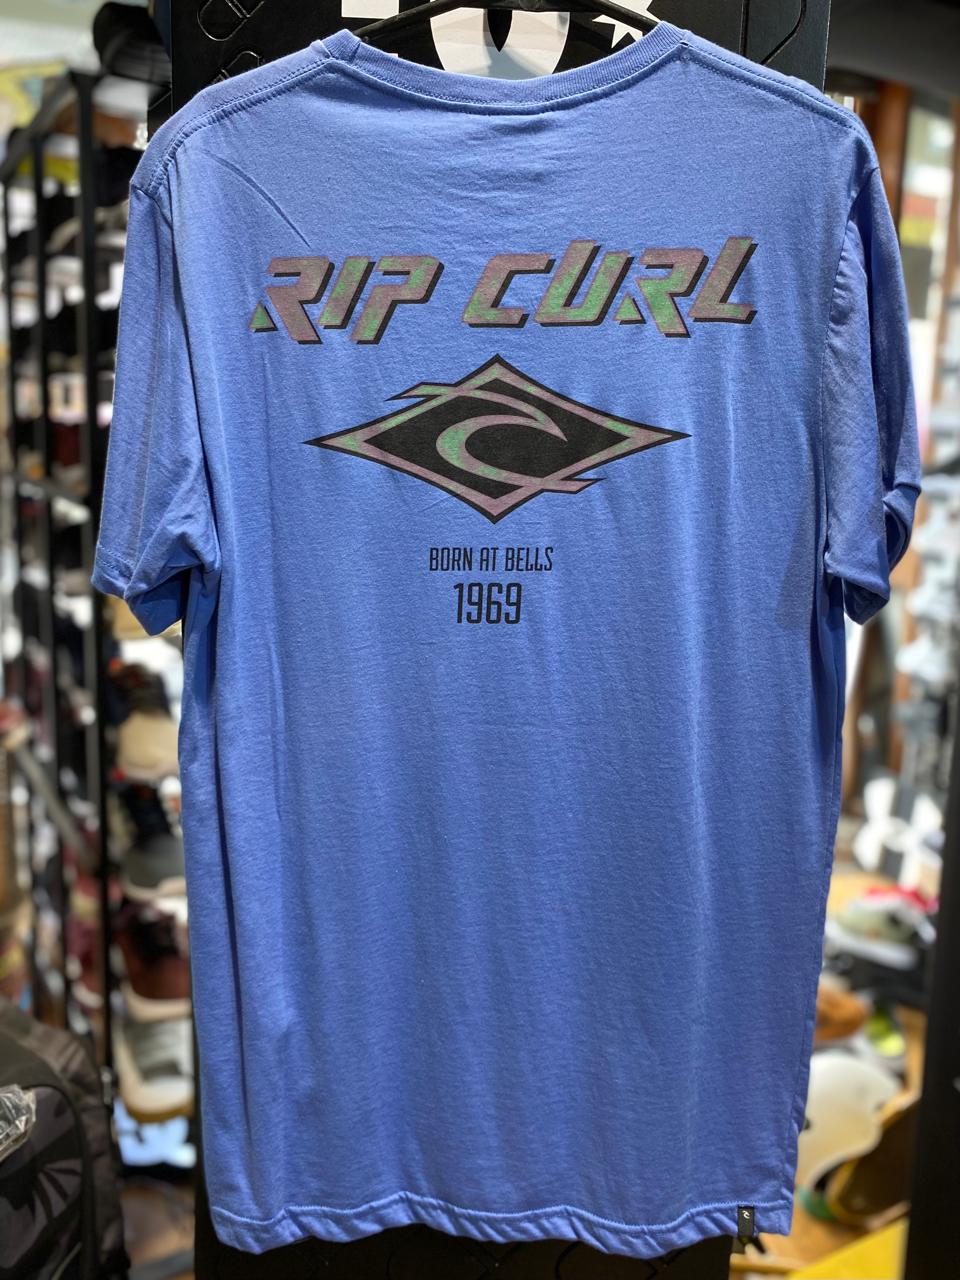 RIP CURL
BORN AT BELLS
1969